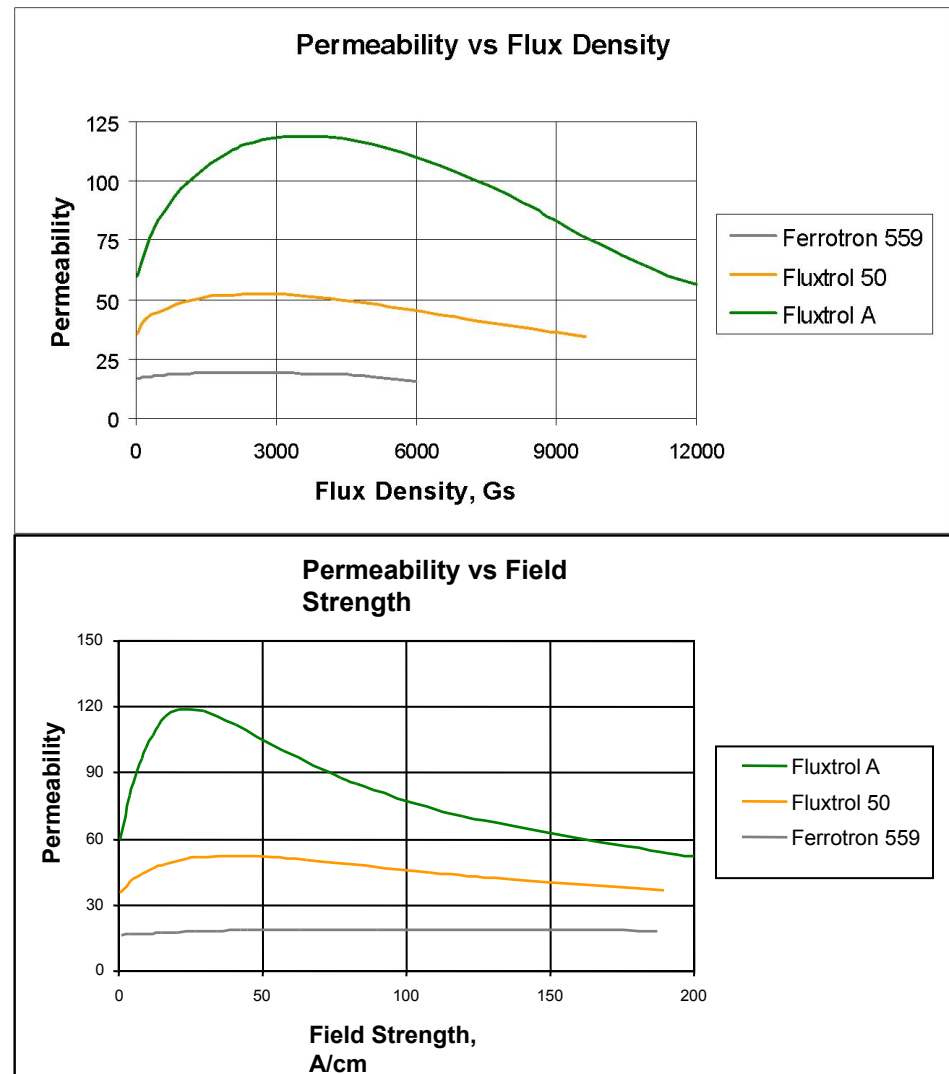 Permeability vs Flux Density
125
100
75
50
25
0
0 3000 6000 9000 12000
Permeability
Flux Density, Gs
Ferrotron 559
Fluxtrol 50
Fluxtrol A
Permeability vs Field
Strength
150
120
90
60
30
0
0 50 100 150 200
Permeability
Field Strength,
A/cm
Fluxtrol A
Fluxtrol 50
Ferrotron 559